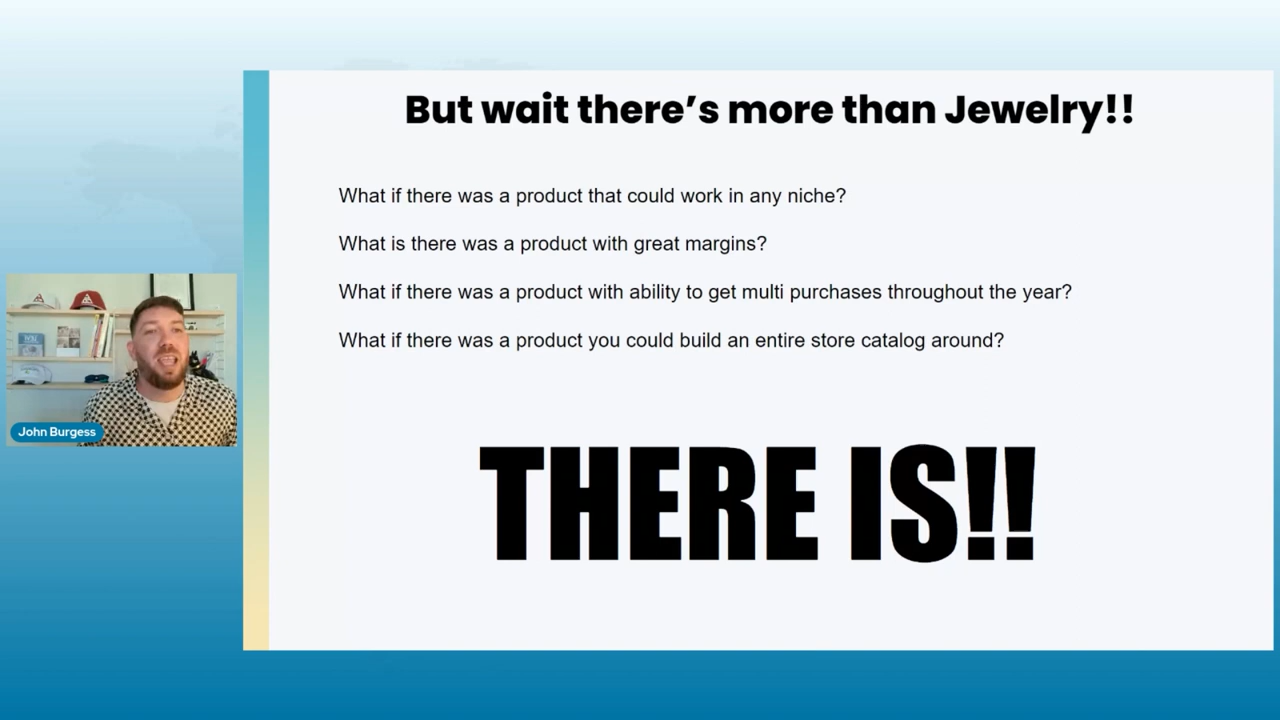 But wait there's more than Jewelry!!
What if there was a product that could work in any niche?
What is there was a product with great margins?
What if there was a product with ability to get multi purchases throughout the year?
What if there was a product you could build an entire store catalog around?
THERE IS!!
John Burgess